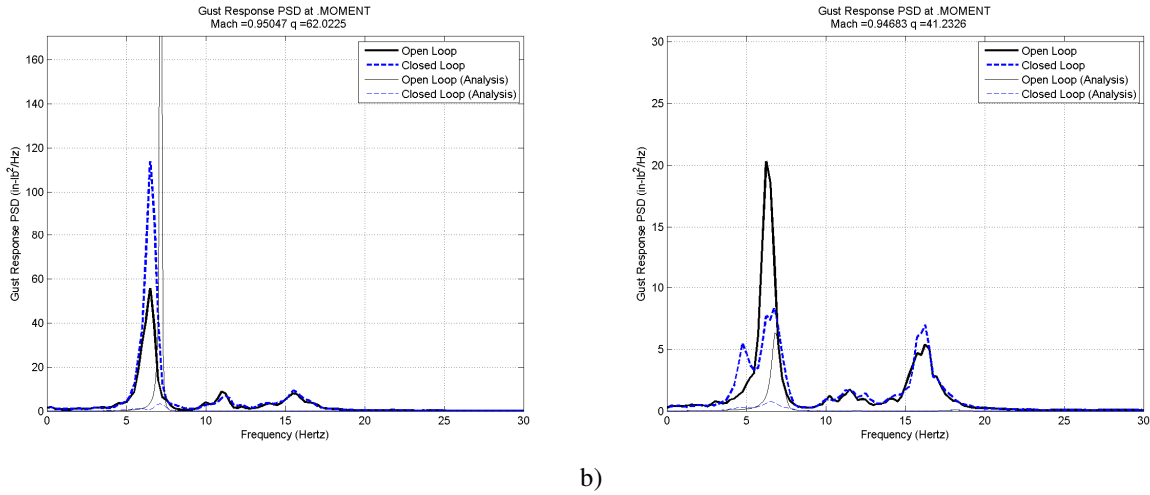 Gust Response PSD at .MOMENT
Mach =0.95047 q =62.0225
Gust Response PSD (in-lb²/Hz)
160
140
120
100
80
60
40
20
0
Open Loop
Closed Loop
Open Loop (Analysis)
Closed Loop (Analysis)
0 5 10 15 20 25 30
Frequency (Hertz)
Gust Response PSD at .MOMENT
Mach =0.94683 q =41.2326
Gust Response PSD (in-lb²/Hz)
30
25
20
15
10
5
0
Open Loop
Closed Loop
Open Loop (Analysis)
Closed Loop (Analysis)
0 5 10 15 20 25 30
Frequency (Hertz)
b)